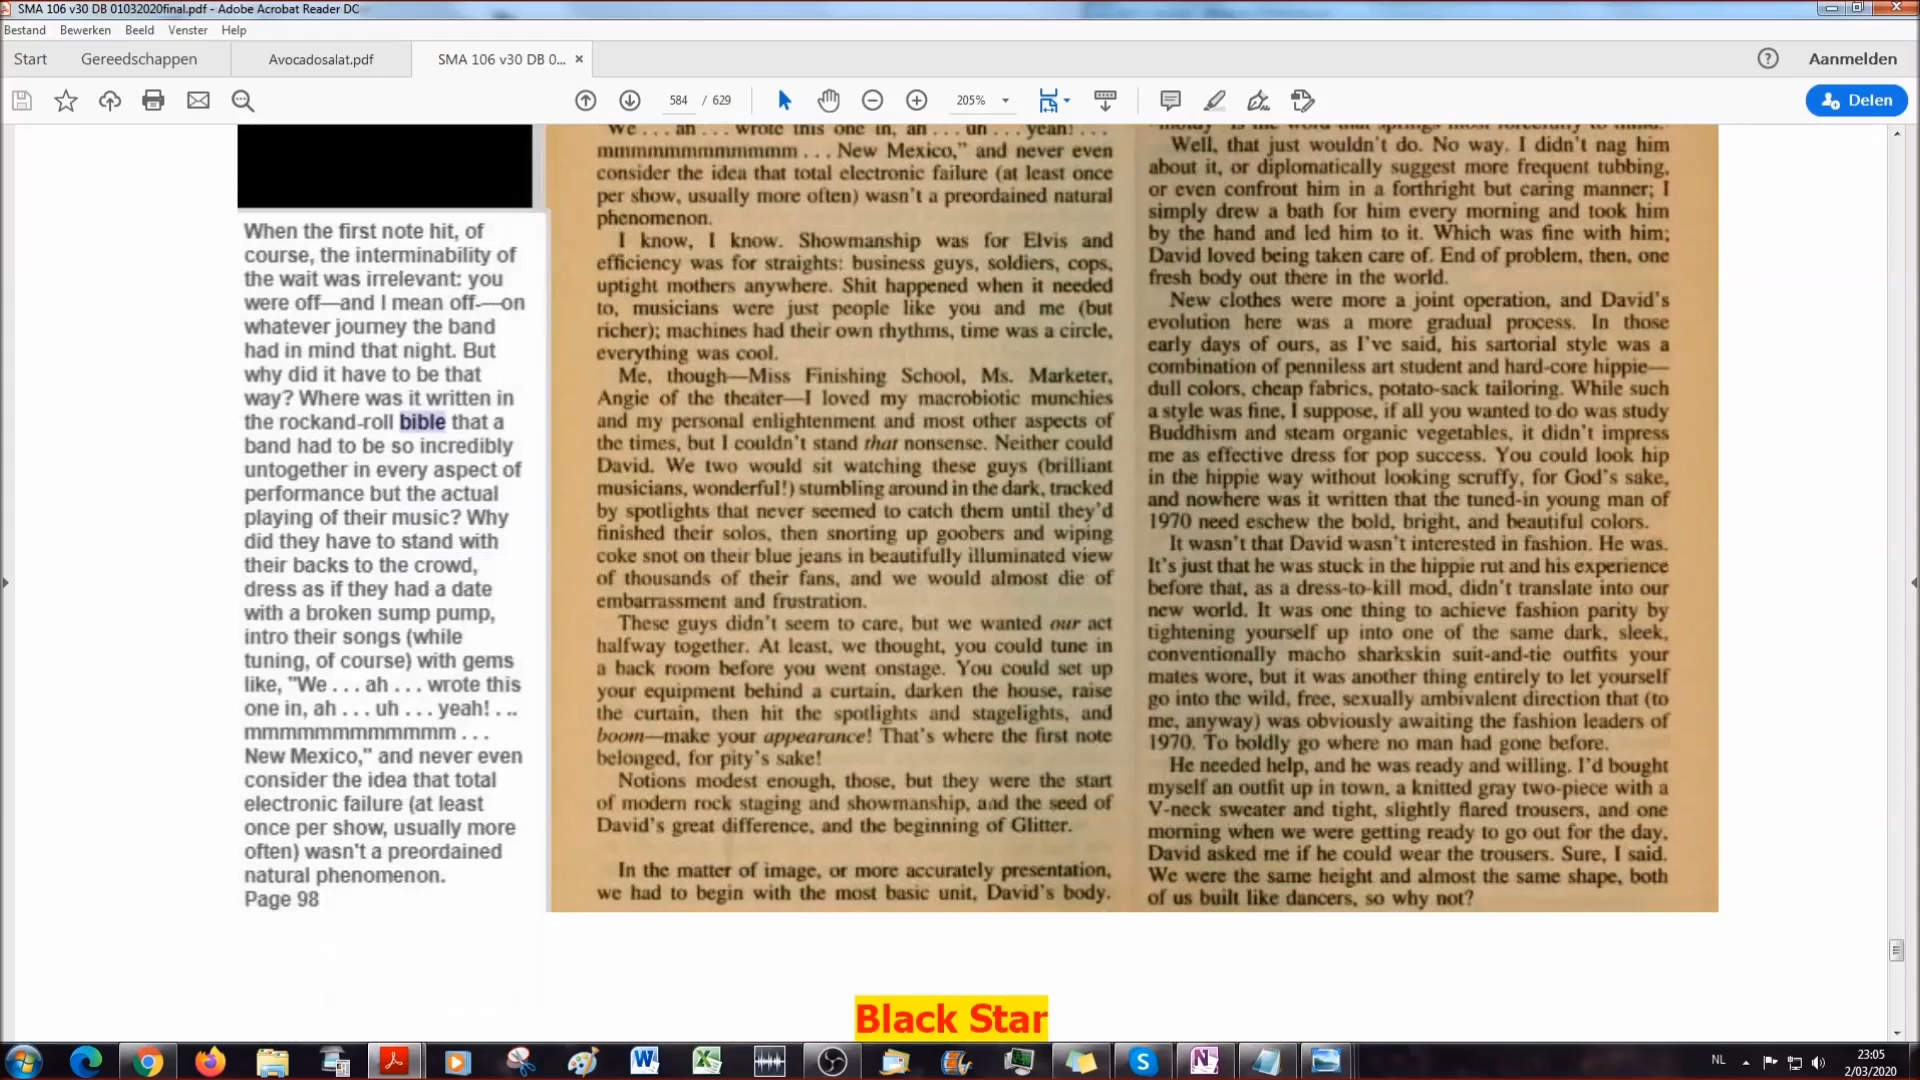 SMA 106 v30 DB 01032020final.pdf - Adobe Acrobat Reader DC
Bestand Bewerken Beeld Venster Help
Start Gereedschappen Avocadosalat.pdf SMA 106 v30 DB 0... × ? Aanmelden
584 / 629 205% Delen
When the first note hit, of
course, the interminability of
the wait was irrelevant: you
were off—and I mean off-—on
whatever journey the band
had in mind that night. But
why did it have to be that
way? Where was it written in
the rockand-roll bible that a
band had to be so incredibly
untogether in every aspect of
performance but the actual
playing of their music? Why
did they have to stand with
their backs to the crowd,
dress as if they had a date
with a broken sump pump,
intro their songs (while
tuning, of course) with gems
like, "We . . . ah . . . wrote this
one in, ah . . . uh . . . yeah! . ..
mmmmmmmmmmm . . .
New Mexico," and never even
consider the idea that total
electronic failure (at least
once per show, usually more
often) wasn't a preordained
natural phenomenon.
Page 98
We . . . ah . . . wrote this one in, ah . . . uh . . . yeah! . . .
mmmmmmmmmmm . . . New Mexico," and never even
consider the idea that total electronic failure (at least once
per show, usually more often) wasn't a preordained natural
phenomenon.
I know, I know. Showmanship was for Elvis and
efficiency was for straights: business guys, soldiers, cops,
uptight mothers anywhere. Shit happened when it needed
to, musicians were just people like you and me (but
richer); machines had their own rhythms, time was a circle,
everything was cool.
Me, though—Miss Finishing School, Ms. Marketer,
Angie of the theater—I loved my macrobiotic munchies
and my personal enlightenment and most other aspects of
the times, but I couldn't stand that nonsense. Neither could
David. We two would sit watching these guys (brilliant
musicians, wonderful!) stumbling around in the dark, tracked
by spotlights that never seemed to catch them until they'd
finished their solos, then snorting up goobers and wiping
coke snot on their blue jeans in beautifully illuminated view
of thousands of their fans, and we would almost die of
embarrassment and frustration.
These guys didn't seem to care, but we wanted our act
halfway together. At least, we thought, you could tune in
a back room before you went onstage. You could set up
your equipment behind a curtain, darken the house, raise
the curtain, then hit the spotlights and stagelights, and
boom—make your appearance! That's where the first note
belonged, for pity's sake!
Notions modest enough, those, but they were the start
of modern rock staging and showmanship, and the seed of
David's great difference, and the beginning of Glitter.
In the matter of image, or more accurately presentation,
we had to begin with the most basic unit, David's body.
"moldy" is the word that springs most forcefully to mind.
Well, that just wouldn't do. No way. I didn't nag him
about it, or diplomatically suggest more frequent tubbing,
or even confront him in a forthright but caring manner; I
simply drew a bath for him every morning and took him
by the hand and led him to it. Which was fine with him;
David loved being taken care of. End of problem, then, one
fresh body out there in the world.
New clothes were more a joint operation, and David's
evolution here was a more gradual process. In those
early days of ours, as I've said, his sartorial style was a
combination of penniless art student and hard-core hippie—
dull colors, cheap fabrics, potato-sack tailoring. While such
a style was fine, I suppose, if all you wanted to do was study
Buddhism and steam organic vegetables, it didn't impress
me as effective dress for pop success. You could look hip
in the hippie way without looking scruffy, for God's sake,
and nowhere was it written that the tuned-in young man of
1970 need eschew the bold, bright, and beautiful colors.
It wasn't that David wasn't interested in fashion. He was.
It's just that he was stuck in the hippie rut and his experience
before that, as a dress-to-kill mod, didn't translate into our
new world. It was one thing to achieve fashion parity by
tightening yourself up into one of the same dark, sleek,
conventionally macho sharkskin suit-and-tie outfits your
mates wore, but it was another thing entirely to let yourself
go into the wild, free, sexually ambivalent direction that (to
me, anyway) was obviously awaiting the fashion leaders of
1970. To boldly go where no man had gone before.
He needed help, and he was ready and willing. I'd bought
myself an outfit up in town, a knitted gray two-piece with a
V-neck sweater and tight, slightly flared trousers, and one
morning when we were getting ready to go out for the day,
David asked me if he could wear the trousers. Sure, I said.
We were the same height and almost the same shape, both
of us built like dancers, so why not?
Black Star
NL 23:05
2/03/2020